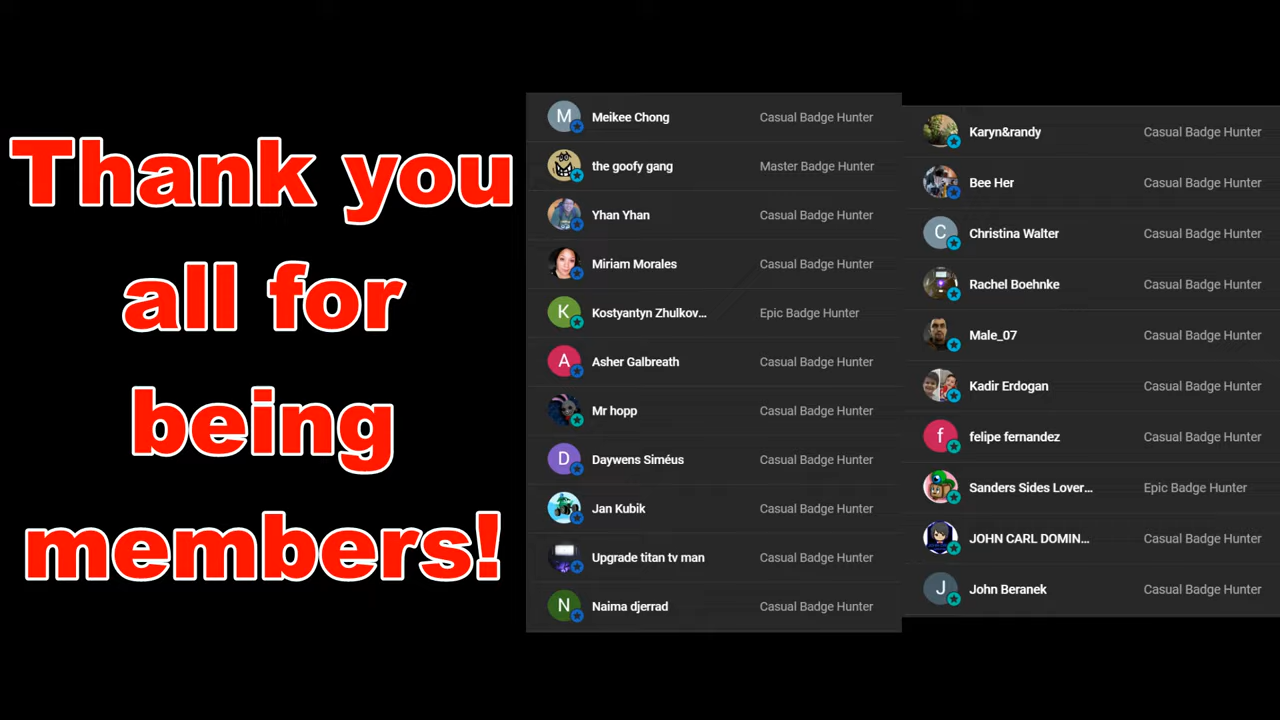 Thank you
all for
being
members!
M Meikee Chong Casual Badge Hunter
the goofy gang Master Badge Hunter
Yhan Yhan Casual Badge Hunter
Miriam Morales Casual Badge Hunter
K Kostyantyn Zhulkov... Epic Badge Hunter
A Asher Galbreath Casual Badge Hunter
Mr hopp Casual Badge Hunter
D Daywens Siméus Casual Badge Hunter
Jan Kubik Casual Badge Hunter
Upgrade titan tv man Casual Badge Hunter
N Naima djerrad Casual Badge Hunter
Karyn&randy Casual Badge Hunter
Bee Her Casual Badge Hunter
C Christina Walter Casual Badge Hunter
Rachel Boehnke Casual Badge Hunter
Male_07 Casual Badge Hunter
Kadir Erdogan Casual Badge Hunter
f felipe fernandez Casual Badge Hunter
Sanders Sides Lover... Epic Badge Hunter
JOHN CARL DOMIN... Casual Badge Hunter
J John Beranek Casual Badge Hunter